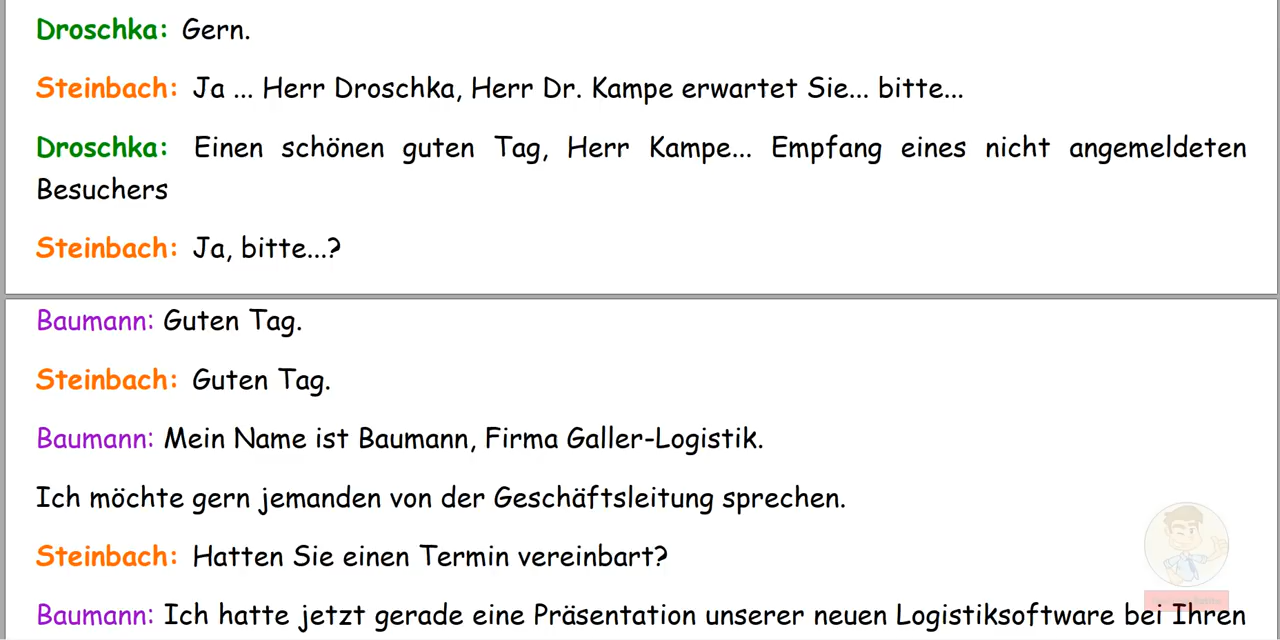 Droschka: Gern.
Steinbach: Ja ... Herr Droschka, Herr Dr. Kampe erwartet Sie... bitte...
Droschka: Einen schönen guten Tag, Herr Kampe... Empfang eines nicht angemeldeten
Besuchers
Steinbach: Ja, bitte...?
Baumann: Guten Tag.
Steinbach: Guten Tag.
Baumann: Mein Name ist Baumann, Firma Galler-Logistik.
Ich möchte gern jemanden von der Geschäftsleitung sprechen.
Steinbach: Hatten Sie einen Termin vereinbart?
Baumann: Ich hatte jetzt gerade eine Präsentation unserer neuen Logistiksoftware bei Ihren